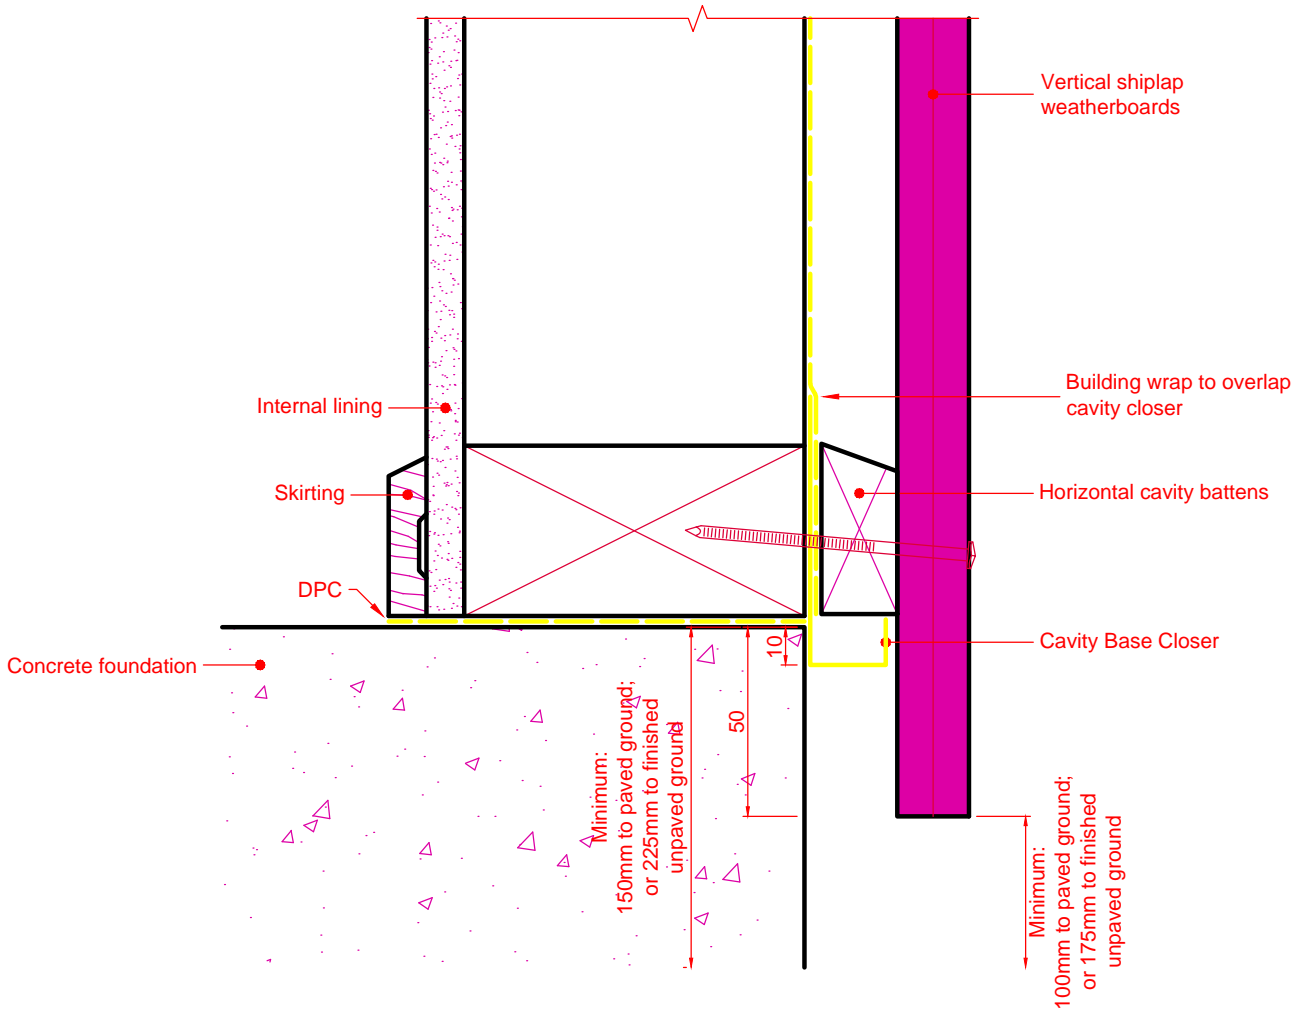 Vertical shiplap
weatherboards
Building wrap to overlap
cavity closer
Internal lining
Skirting
Horizontal cavity battens
DPC
Concrete foundation
Cavity Base Closer
10
50
Minimum:
150mm to paved ground;
or 225mm to finished
unpaved ground
Minimum:
100mm to paved ground;
or 175mm to finished
unpaved ground